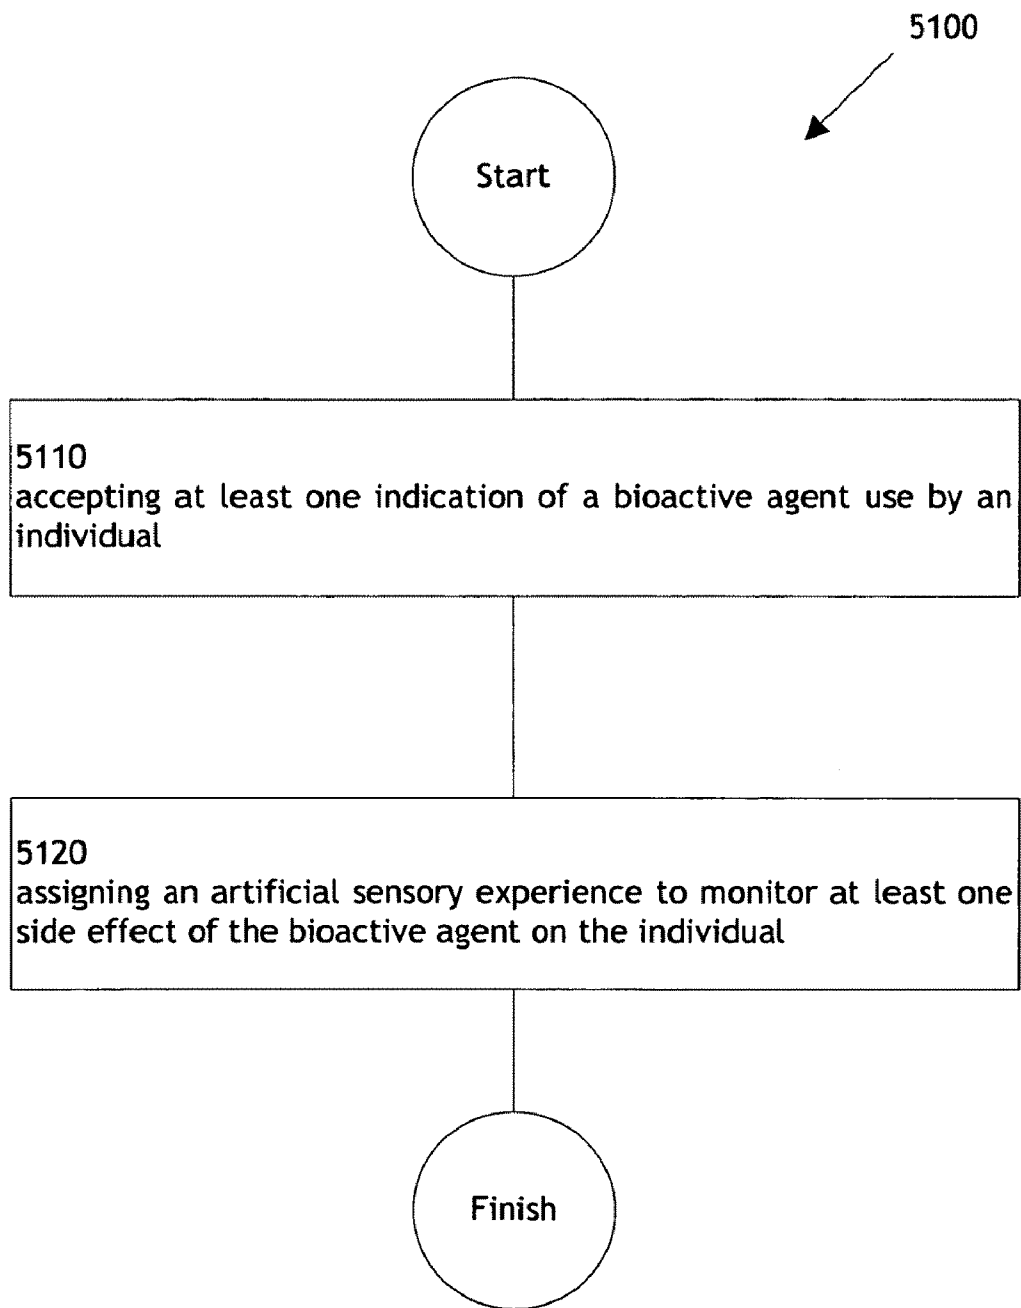 5100
Start
5110
accepting at least one indication of a bioactive agent use by an
individual
5120
assigning an artificial sensory experience to monitor at least one
side effect of the bioactive agent on the individual
Finish